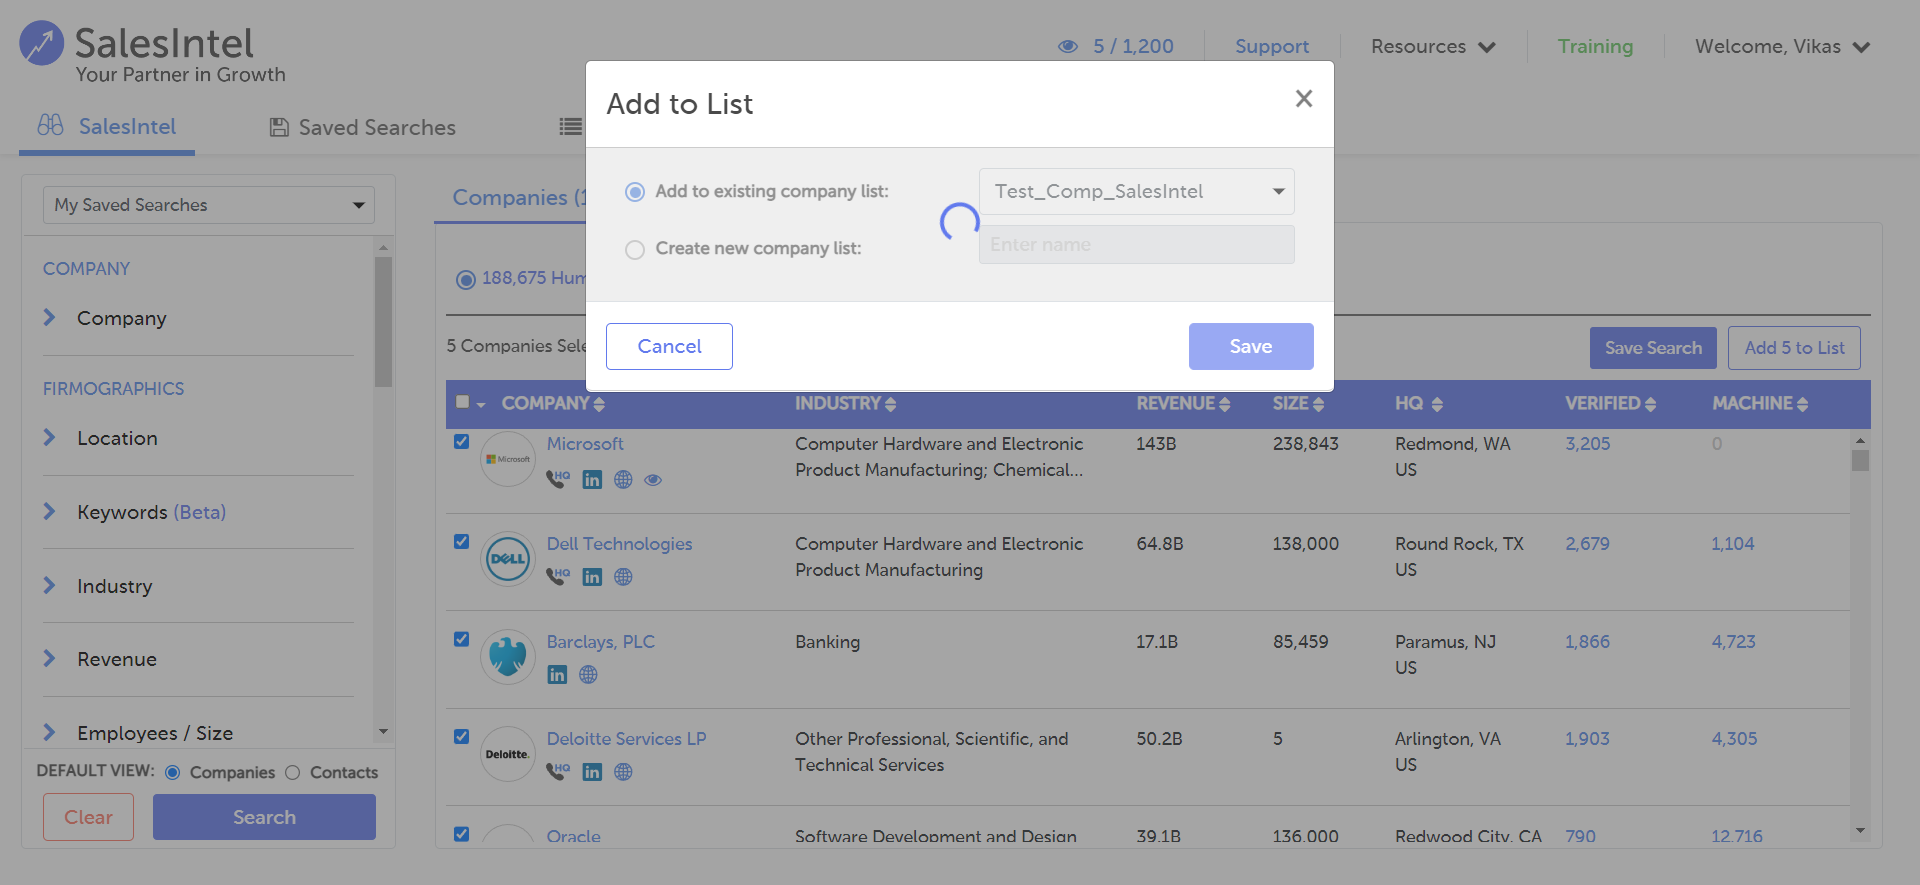 SalesIntel
Your Partner in Growth
5 / 1,200
Support
Resources
Training
Welcome, Vikas
SalesIntel
Saved Searches
Add to List
×
Add to existing company list:
Test_Comp_SalesIntel
Create new company list:
Enter name
Cancel
Save
My Saved Searches
COMPANY
Company
FIRMOGRAPHICS
Location
Keywords (Beta)
Industry
Revenue
Employees / Size
DEFAULT VIEW: Companies Contacts
Clear
Search
Companies (1
188,675 Hum
5 Companies Sele
Save Search
Add 5 to List
COMPANY INDUSTRY REVENUE SIZE HQ VERIFIED MACHINE
Microsoft
Microsoft
HQ
Computer Hardware and Electronic
Product Manufacturing; Chemical...
143B
238,843
Redmond, WA
US
3,205
0
DELL
Dell Technologies
HQ
Computer Hardware and Electronic
Product Manufacturing
64.8B
138,000
Round Rock, TX
US
2,679
1,104
Barclays, PLC
Banking
17.1B
85,459
Paramus, NJ
US
1,866
4,723
Deloitte.
Deloitte Services LP
HQ
Other Professional, Scientific, and
Technical Services
50.2B
5
Arlington, VA
US
1,903
4,305
Oracle
Software Development and Design
39.1B
136,000
Redwood City, CA
790
12,716